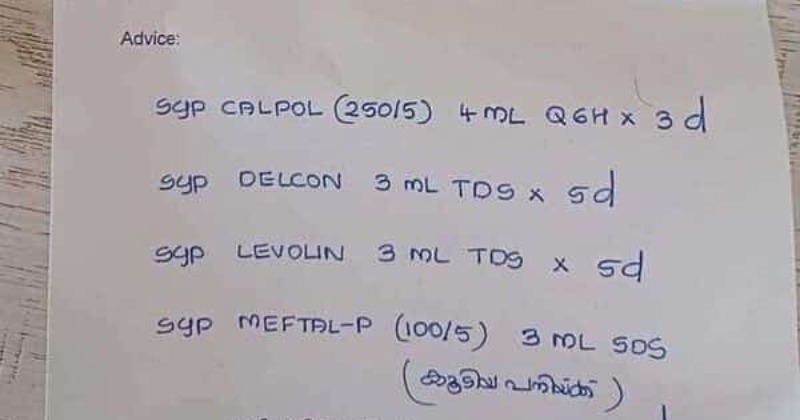 Advice:
Syp CALPOL (250/5) 4 ML Q6H x 3 d
Syp DELCON 3 ML TDS x 5d
Syp LEVOLIN 3 ML TDS x 5d
Syp MEFTAL-P (100/5) 3 ML SOS
(കൂടിയ പനിയ്ക്ക്)